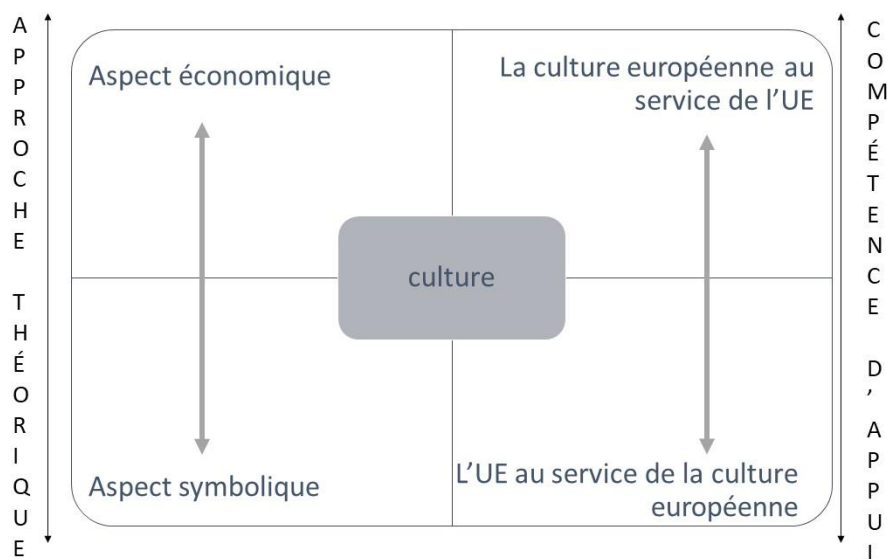 APPROCHE THÉORIQUE
Aspect économique
La culture européenne au
service de l’UE
culture
Aspect symbolique
L’UE au service de la culture
européenne
COMPÉTENCE D’APPUI